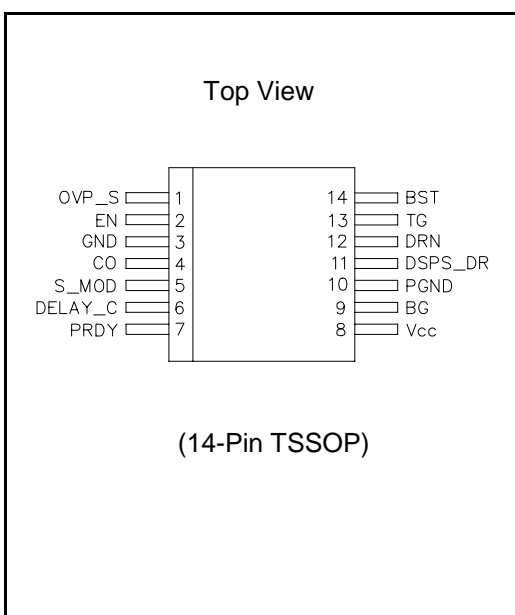 Top View
OVP_S 1 14 BST
EN 2 13 TG
GND 3 12 DRN
CO 4 11 DSPS_DR
S_MOD 5 10 PGND
DELAY_C 6 9 BG
PRDY 7 8 Vcc
(14-Pin TSSOP)